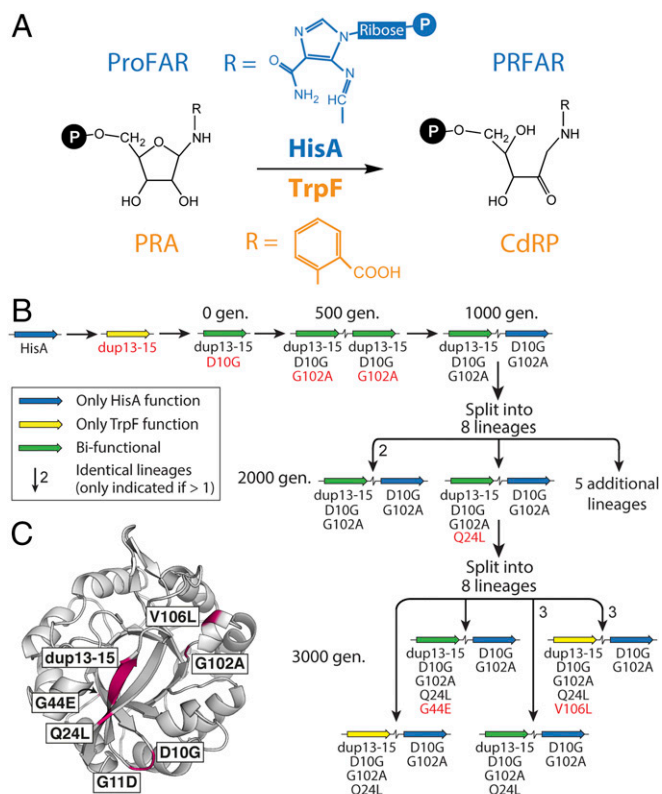 A
ProFAR
R =
N
N
Ribose
P
O
NH2
N
HC
PRFAR
P
O
CH2
O
R
NH
HO
OH
HisA
TrpF
P
O
CH2
OH
R
NH
HO
O
PRA
R =
COOH
CdRP
B
0 gen.
500 gen.
1000 gen.
HisA
dup13-15
dup13-15
D10G
dup13-15
D10G
G102A
dup13-15
D10G
G102A
dup13-15
D10G
G102A
D10G
G102A
Only HisA function
Only TrpF function
Bi-functional
2
Identical lineages
(only indicated if > 1)
Split into
8 lineages
2
2000 gen.
dup13-15
D10G
G102A
D10G
G102A
dup13-15
D10G
G102A
Q24L
D10G
G102A
5 additional
lineages
Split into
8 lineages
3
3
3000 gen.
dup13-15
D10G
G102A
Q24L
G44E
D10G
G102A
dup13-15
D10G
G102A
Q24L
V106L
D10G
G102A
dup13-15
D10G
G102A
Q24L
D10G
G102A
dup13-15
D10G
G102A
Q24L
D10G
G102A
C
V106L
dup13-15
G102A
G44E
Q24L
D10G
G11D